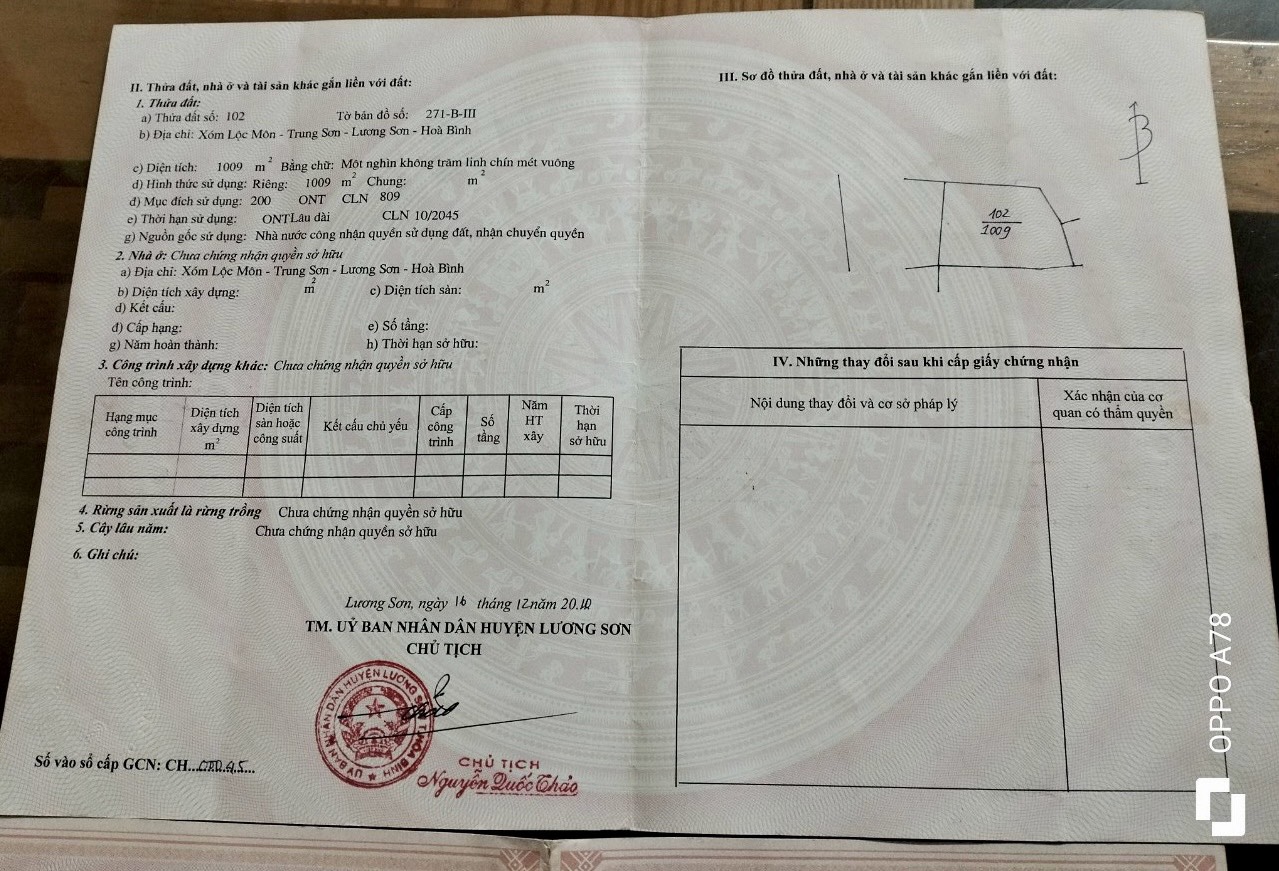 II. Thửa đất, nhà ở và tài sản khác gắn liền với đất:
1. Thửa đất:
a) Thửa đất số: 102 Tờ bản đồ số: 271-B-III
b) Địa chỉ: Xóm Lộc Môn - Trung Sơn - Lương Sơn - Hoà Bình
c) Diện tích: 1009 m² Bằng chữ: Một nghìn không trăm linh chín mét vuông
d) Hình thức sử dụng: Riêng: 1009 m² Chung: m²
đ) Mục đích sử dụng: 200 ONT CLN 809
e) Thời hạn sử dụng: ONT Lâu dài CLN 10/2045
g) Nguồn gốc sử dụng: Nhà nước công nhận quyền sử dụng đất, nhận chuyển quyền
2. Nhà ở: Chưa chứng nhận quyền sở hữu
a) Địa chỉ: Xóm Lộc Môn - Trung Sơn - Lương Sơn - Hoà Bình
b) Diện tích xây dựng: m² c) Diện tích sàn: m²
d) Kết cấu:
đ) Cấp hạng: e) Số tầng:
g) Năm hoàn thành: h) Thời hạn sở hữu:
3. Công trình xây dựng khác: Chưa chứng nhận quyền sở hữu
Tên công trình:
Hạng mục công trình
Diện tích xây dựng m²
Diện tích sàn hoặc công suất
Kết cấu chủ yếu
Cấp công trình
Số tầng
Năm HT xây
Thời hạn sở hữu
4. Rừng sản xuất là rừng trồng Chưa chứng nhận quyền sở hữu
5. Cây lâu năm: Chưa chứng nhận quyền sở hữu
6. Ghi chú:
Lương Sơn, ngày 16 tháng 12 năm 20.10
TM. UỶ BAN NHÂN DÂN HUYỆN LƯƠNG SƠN
CHỦ TỊCH
UỶ BAN NHÂN DÂN HUYỆN LƯƠNG SƠN T. HOÀ BÌNH
CHỦ TỊCH
Nguyễn Quốc Thảo
Số vào sổ cấp GCN: CH...
III. Sơ đồ thửa đất, nhà ở và tài sản khác gắn liền với đất:
B
102
1009
IV. Những thay đổi sau khi cấp giấy chứng nhận
Nội dung thay đổi và cơ sở pháp lý
Xác nhận của cơ quan có thẩm quyền
OPPO A78